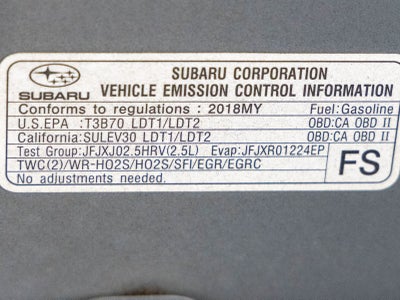 SUBARU CORPORATION
SUBARU VEHICLE EMISSION CONTROL INFORMATION
Conforms to regulations : 2018MY Fuel:Gasoline
U.S.EPA :T3B70 LDT1/LDT2 OBD:CA OBD II
California:SULEV30 LDT1/LDT2 OBD:CA OBD II
Test Group:JFJXJ02.5HRV(2.5L) Evap:JFJXR01224EP
TWC(2)/WR-HO2S/HO2S/SFI/EGR/EGRC FS
No adjustments needed.